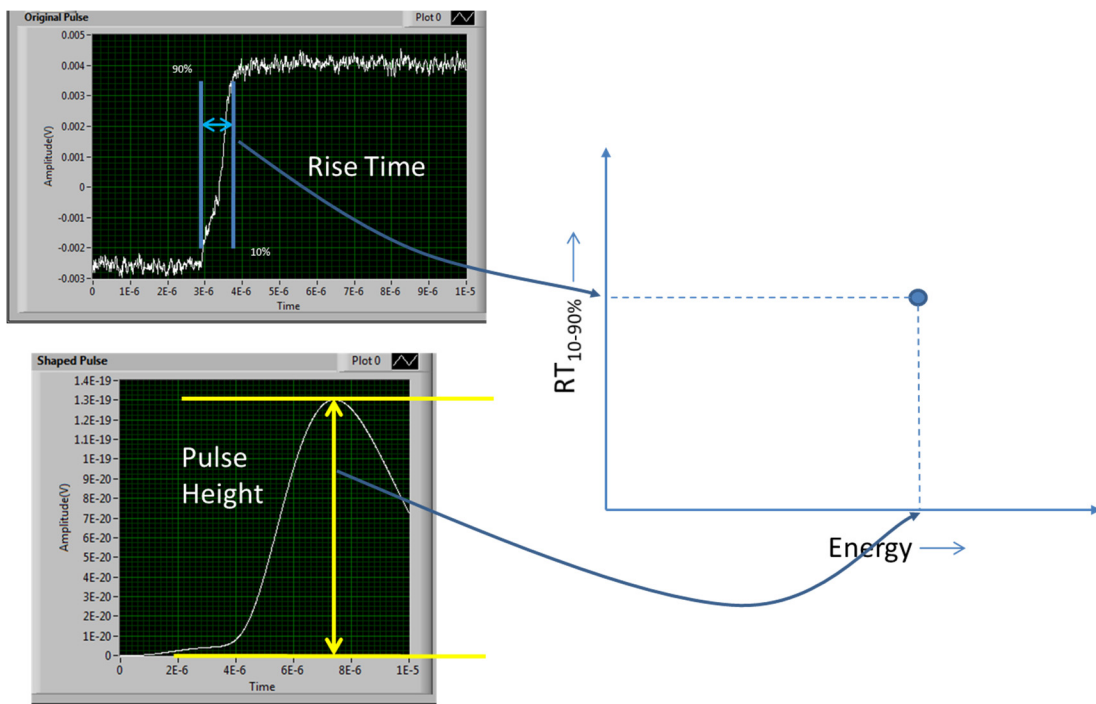 Original Pulse
Plot 0
0.005
0.004
0.003
0.002
0.001
0
-0.001
-0.002
-0.003
Amplitude(V)
90%
10%
Rise Time
0 1E-6 2E-6 3E-6 4E-6 5E-6 6E-6 7E-6 8E-6 9E-6 1E-5
Time
Shaped Pulse
Plot 0
1.4E-19
1.3E-19
1.2E-19
1.1E-19
1E-19
9E-20
8E-20
7E-20
6E-20
5E-20
4E-20
3E-20
2E-20
1E-20
0
Amplitude(V)
Pulse
Height
0 2E-6 4E-6 6E-6 8E-6 1E-5
Time
RT10-90%
Energy